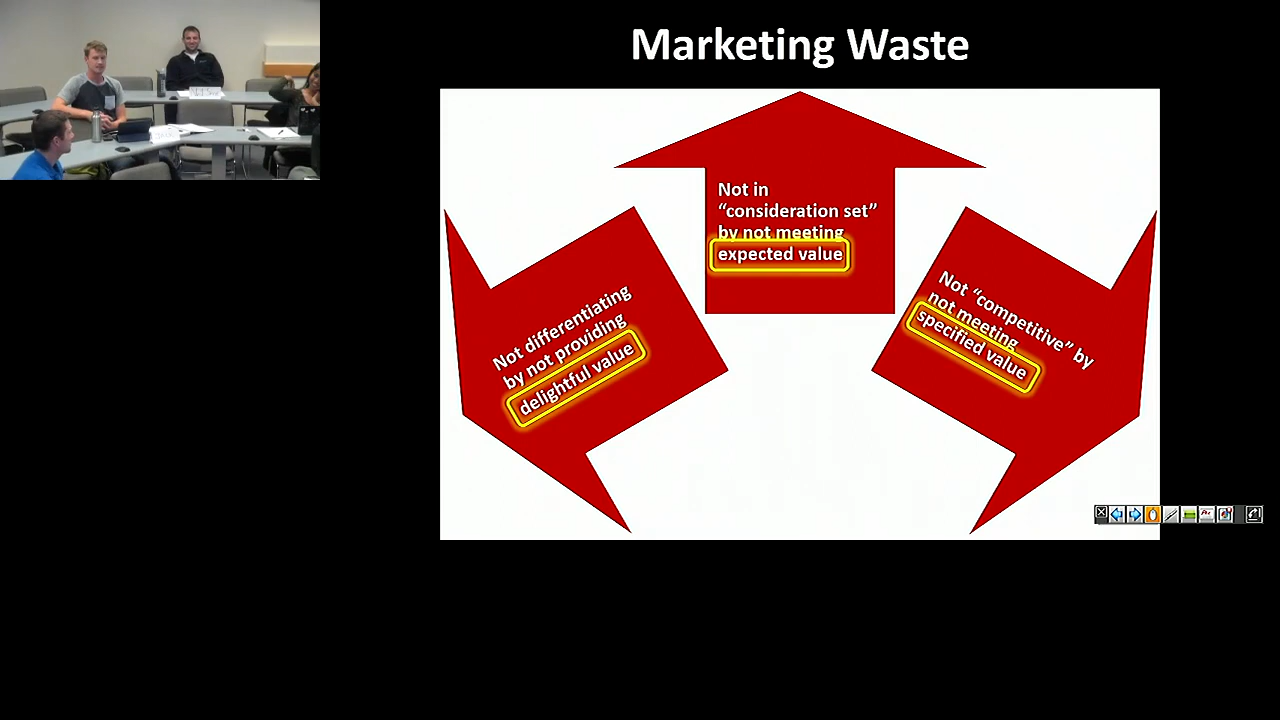 Marketing Waste
Not in
“consideration set”
by not meeting
expected value
Not differentiating
by not providing
delightful value
Not “competitive” by
not meeting
specified value